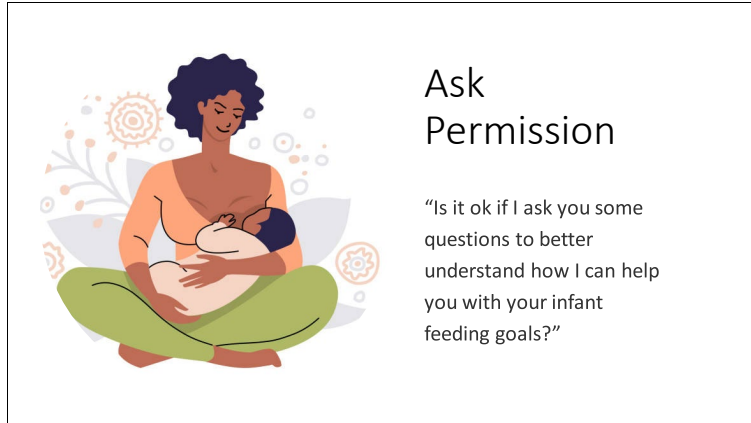 Ask
Permission
“Is it ok if I ask you some
questions to better
understand how I can help
you with your infant
feeding goals?”